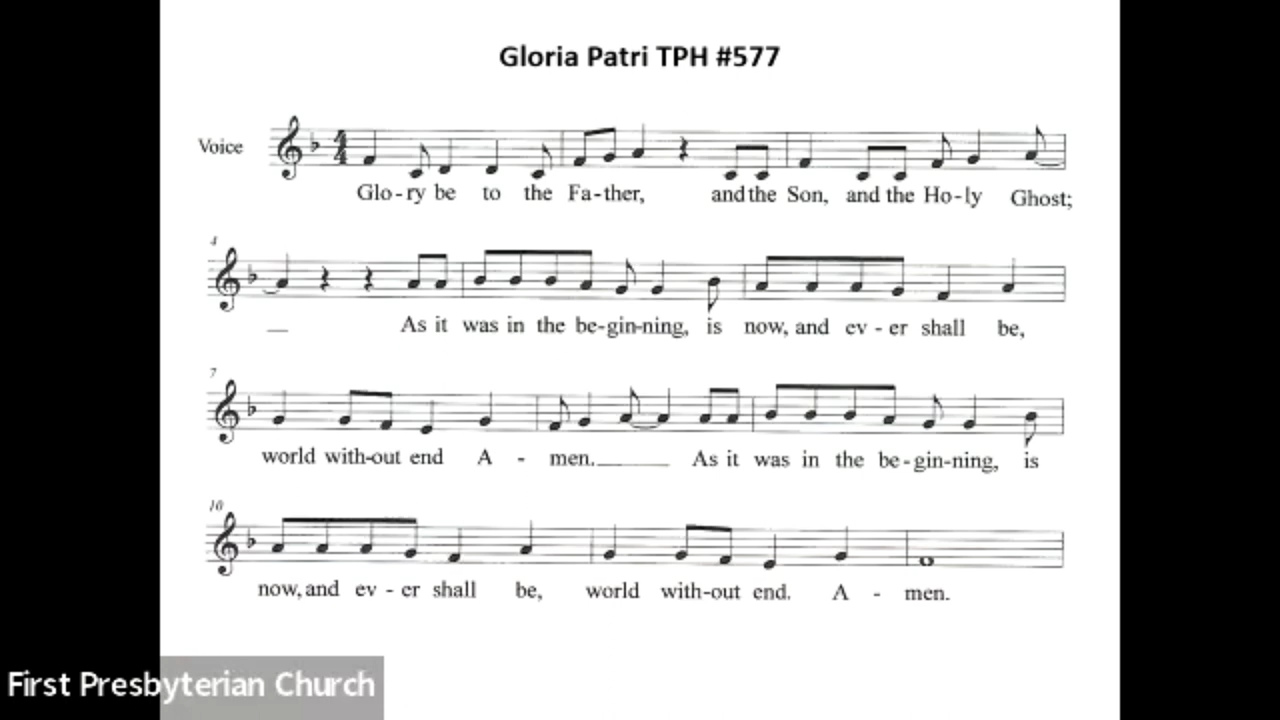 Gloria Patri TPH #577
Voice
4
4
Glo-ry be to the Fa-ther, and the Son, and the Ho-ly Ghost;
4
As it was in the be-gin-ning, is now, and ev - er shall be,
7
world with-out end A - men. As it was in the be-gin-ning, is
10
now, and ev - er shall be, world with-out end. A - men.
First Presbyterian Church